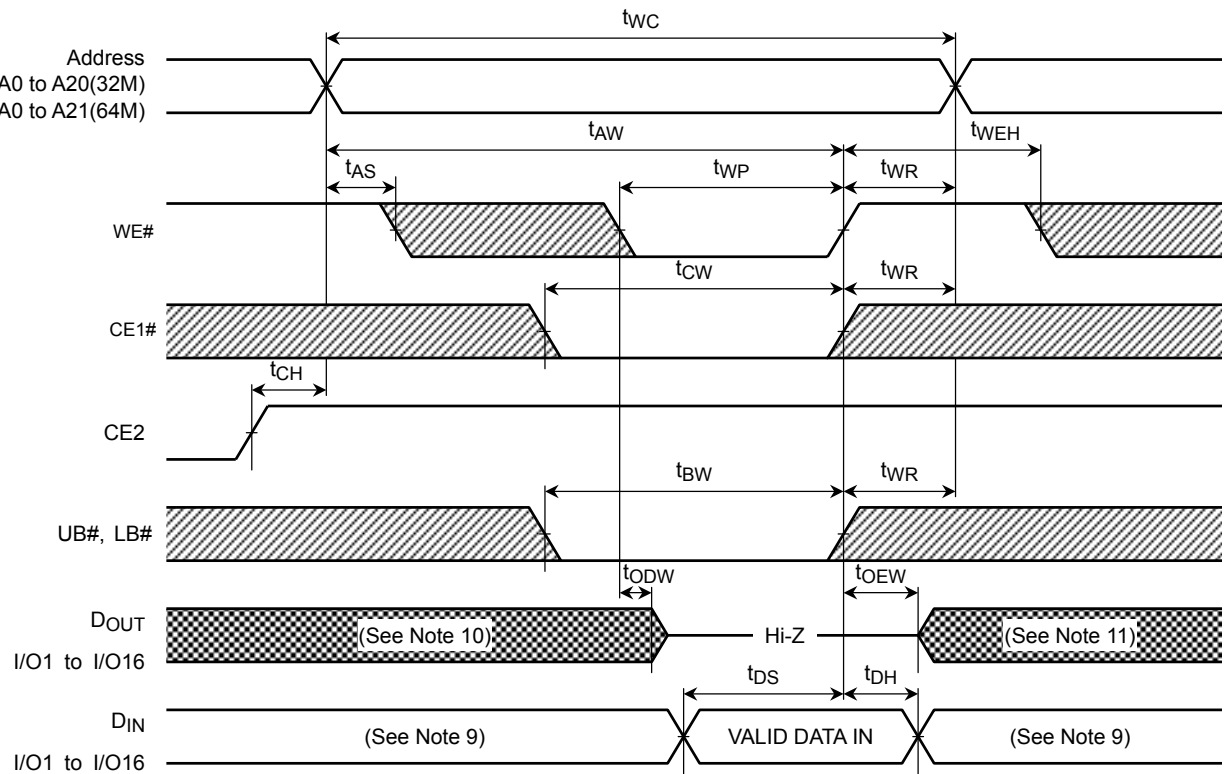 tWC
Address
A0 to A20(32M)
A0 to A21(64M)
tAW
tWEH
tAS
tWP
tWR
WE#
tCW
tWR
CE1#
tCH
CE2
tBW
tWR
UB#, LB#
tODW
tOEW
DOUT
(See Note 10)
Hi-Z
(See Note 11)
I/O1 to I/O16
tDS
tDH
DIN
(See Note 9)
VALID DATA IN
(See Note 9)
I/O1 to I/O16